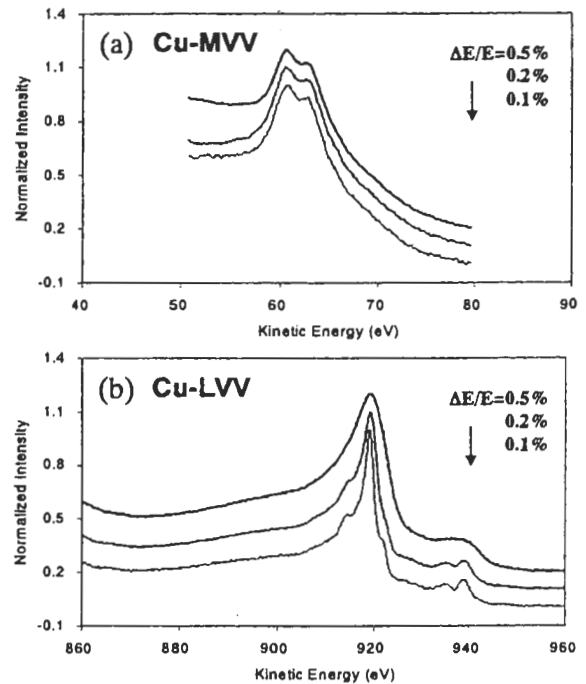 (a) Cu-MVV
ΔE/E=0.5%
0.2%
0.1%
1.4
1.1
0.8
0.5
0.2
-0.1
Normalized Intensity
40 50 60 70 80 90
Kinetic Energy (eV)
(b) Cu-LVV
ΔE/E=0.5%
0.2%
0.1%
1.4
1.1
0.8
0.5
0.2
-0.1
Normalized Intensity
860 880 900 920 940 960
Kinetic Energy (eV)